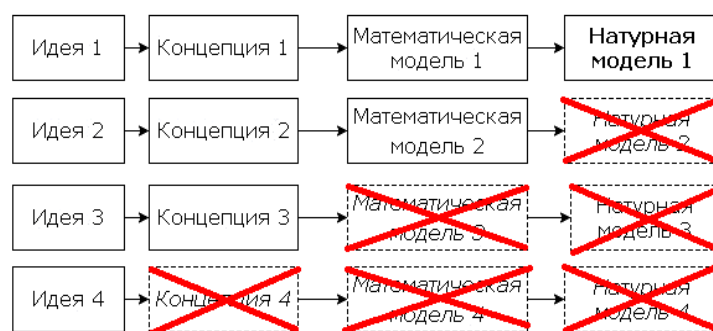 Идея 1
Концепция 1
Математическая
модель 1
Натурная
модель 1
Идея 2
Концепция 2
Математическая
модель 2
Натурная
модель 2
Идея 3
Концепция 3
Математическая
модель 3
Натурная
модель 3
Идея 4
Концепция 4
Математическая
модель 4
Натурная
модель 4